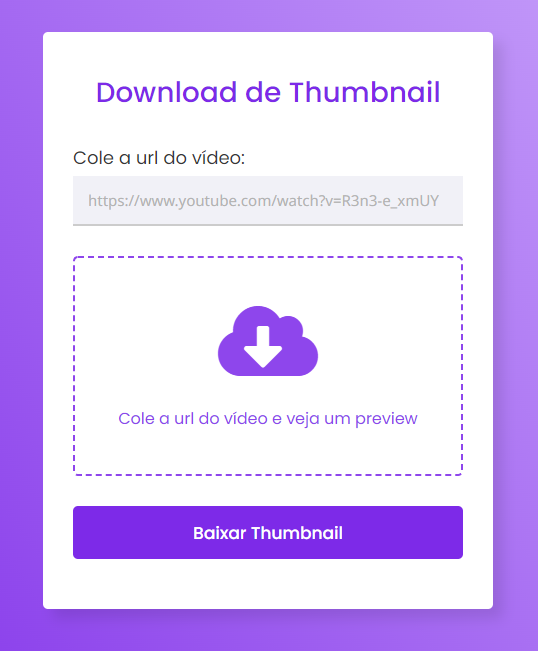 Download de Thumbnail
Cole a url do vídeo:
https://www.youtube.com/watch?v=R3n3-e_xmUY
Cole a url do vídeo e veja um preview
Baixar Thumbnail